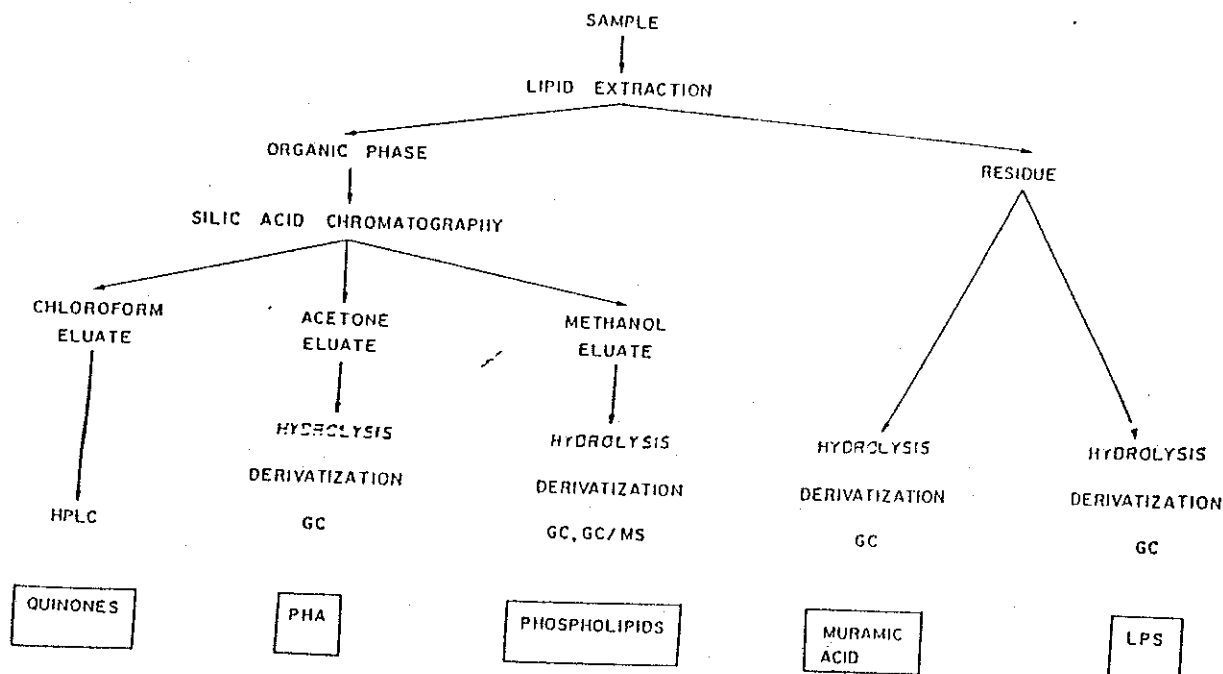 SAMPLE
LIPID EXTRACTION
ORGANIC PHASE
RESIDUE
SILIC ACID CHROMATOGRAPHY
CHLOROFORM
ELUATE
ACETONE
ELUATE
METHANOL
ELUATE
HYDROLYSIS
DERIVATIZATION
GC
HYDROLYSIS
DERIVATIZATION
GC, GC/MS
HYDROLYSIS
DERIVATIZATION
GC
HYDROLYSIS
DERIVATIZATION
GC
HPLC
QUINONES
PHA
PHOSPHOLIPIDS
MURAMIC
ACID
LPS